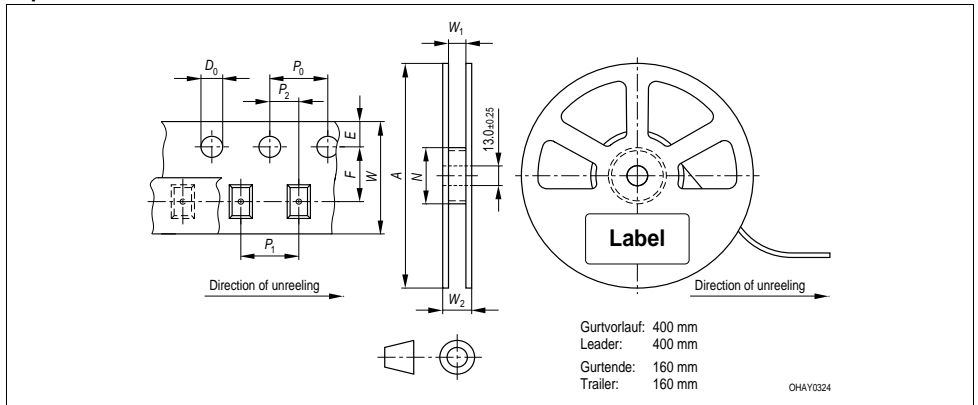 W1
D0
P0
P2
13.0±0.25
E
F
W
A
N
Label
P1
Direction of unreeling
W2
Direction of unreeling
Gurtvorlauf: 400 mm
Leader: 400 mm
Gurtende: 160 mm
Trailer: 160 mm
OHAY0324